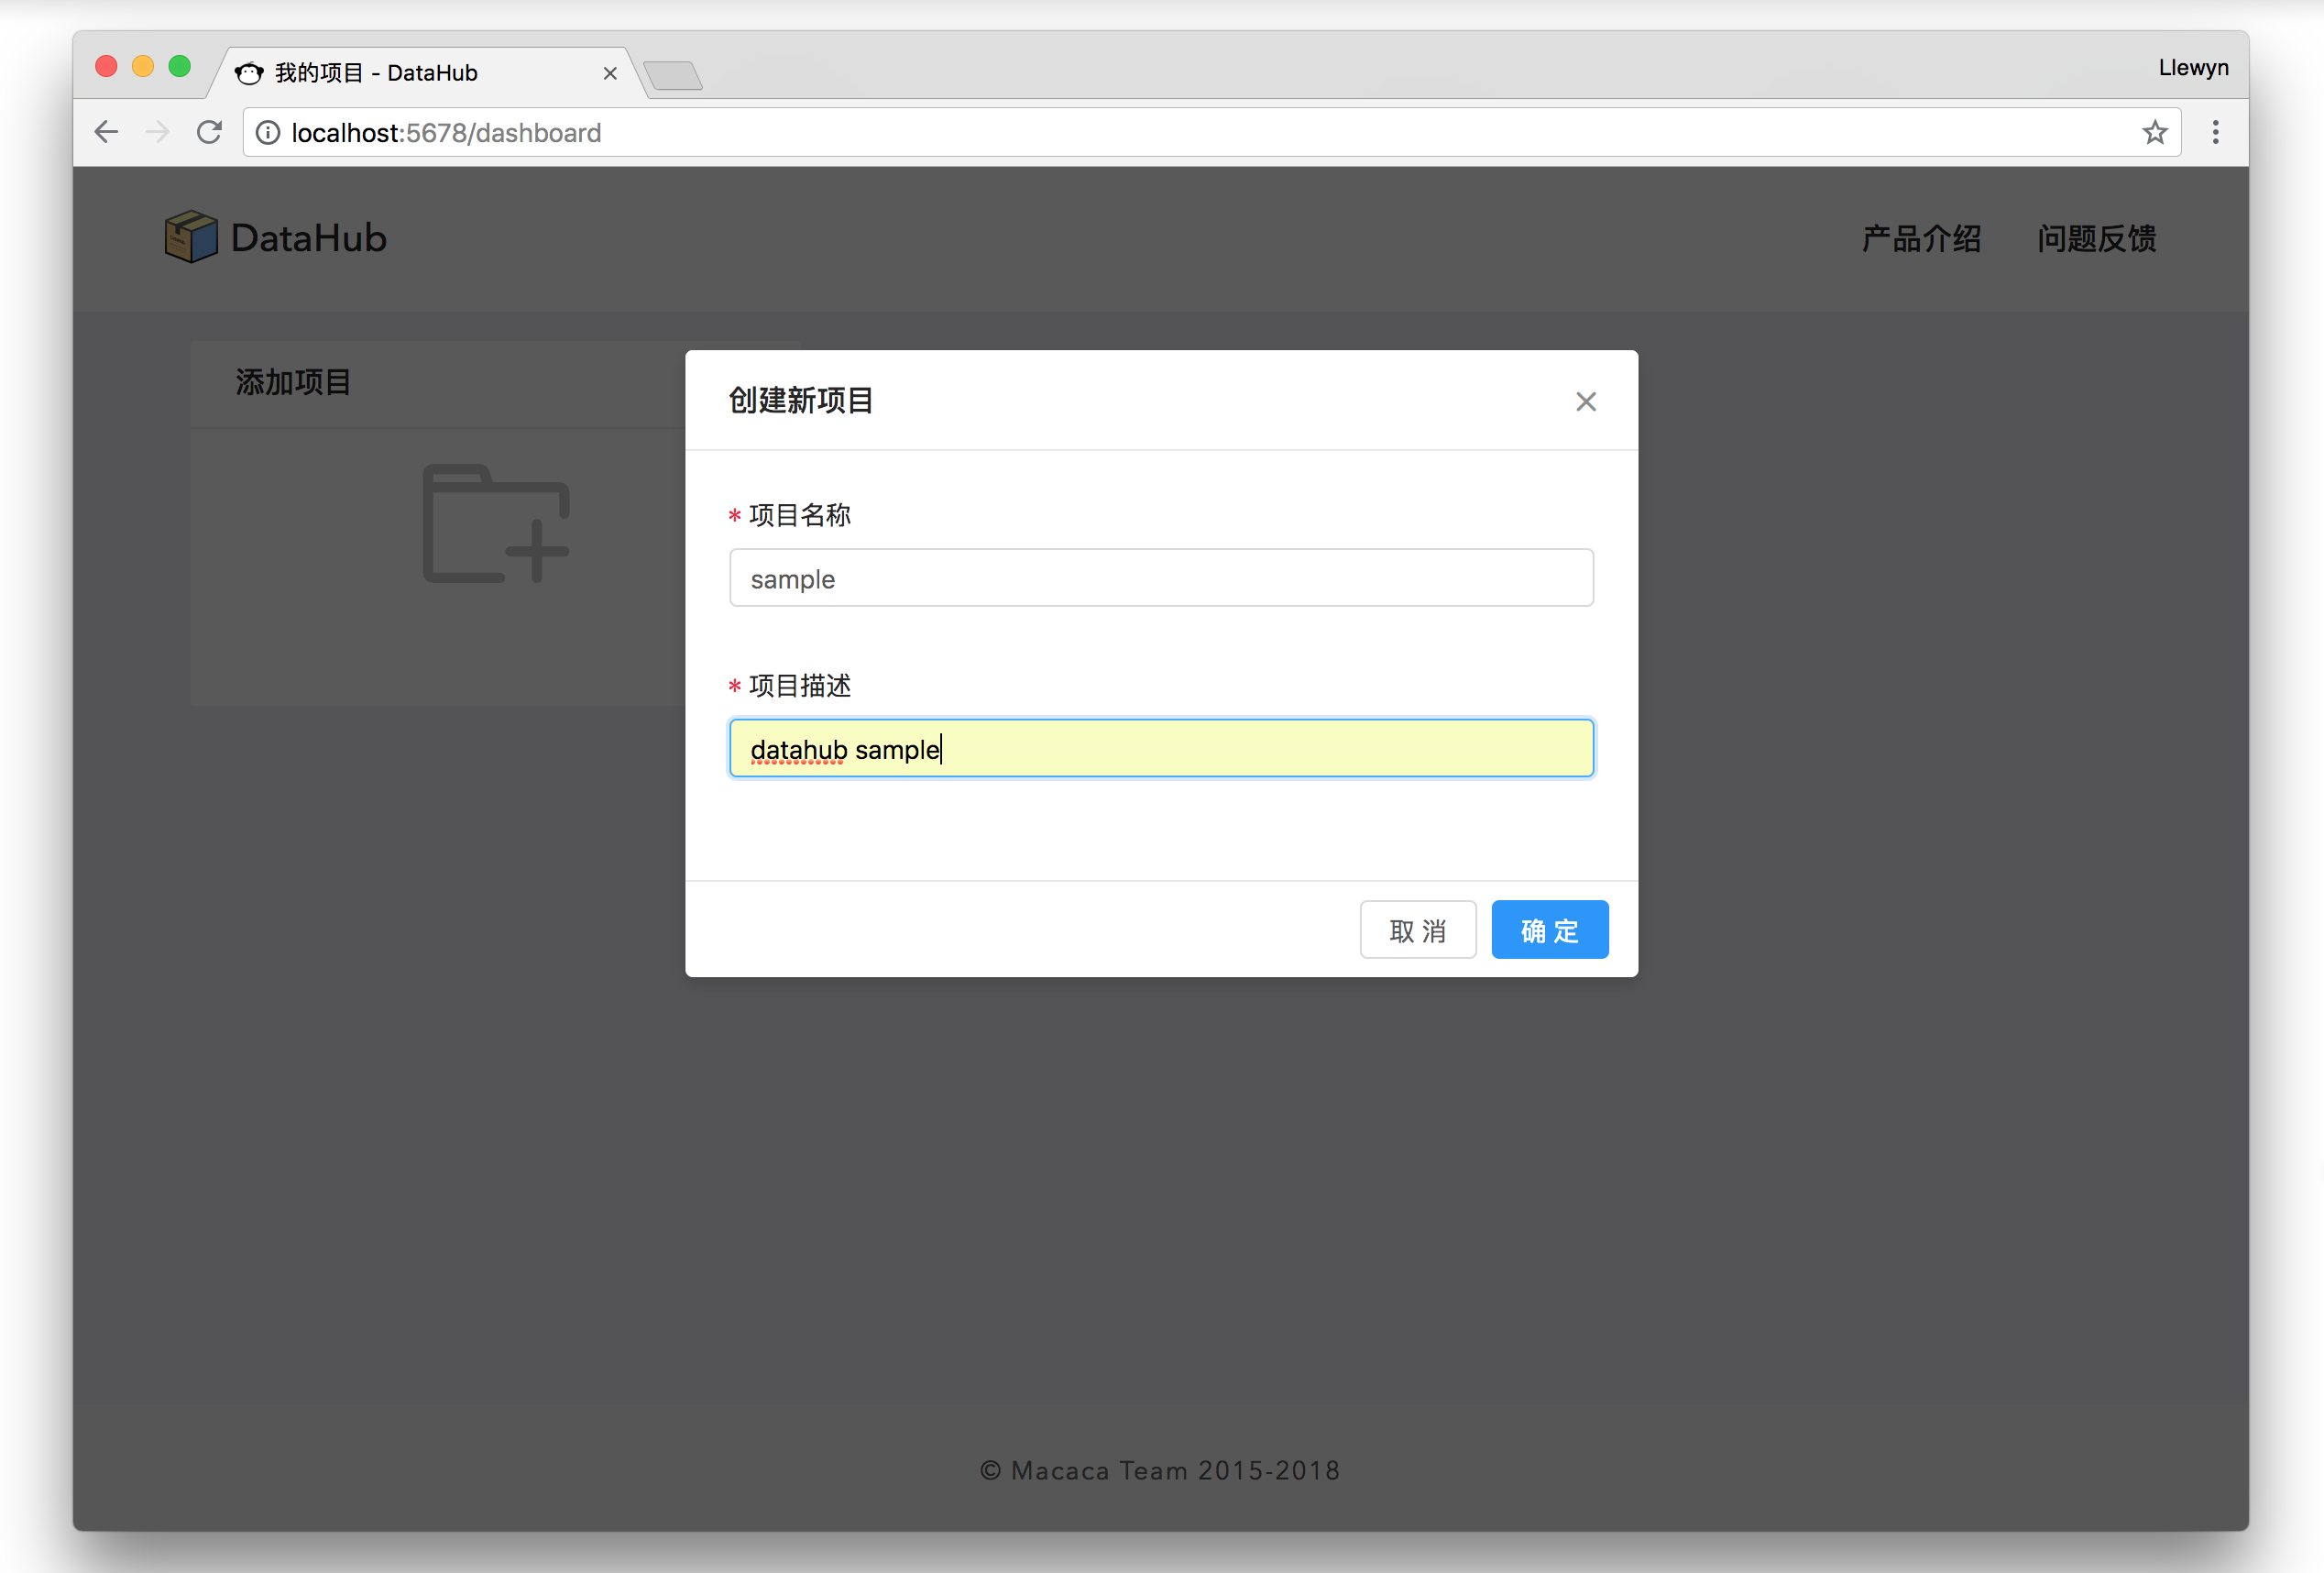 我的项目 - DataHub
Llewyn
localhost:5678/dashboard
DataHub
产品介绍
问题反馈
添加项目
创建新项目
* 项目名称
sample
* 项目描述
datahub sample
取 消
确 定
© Macaca Team 2015-2018